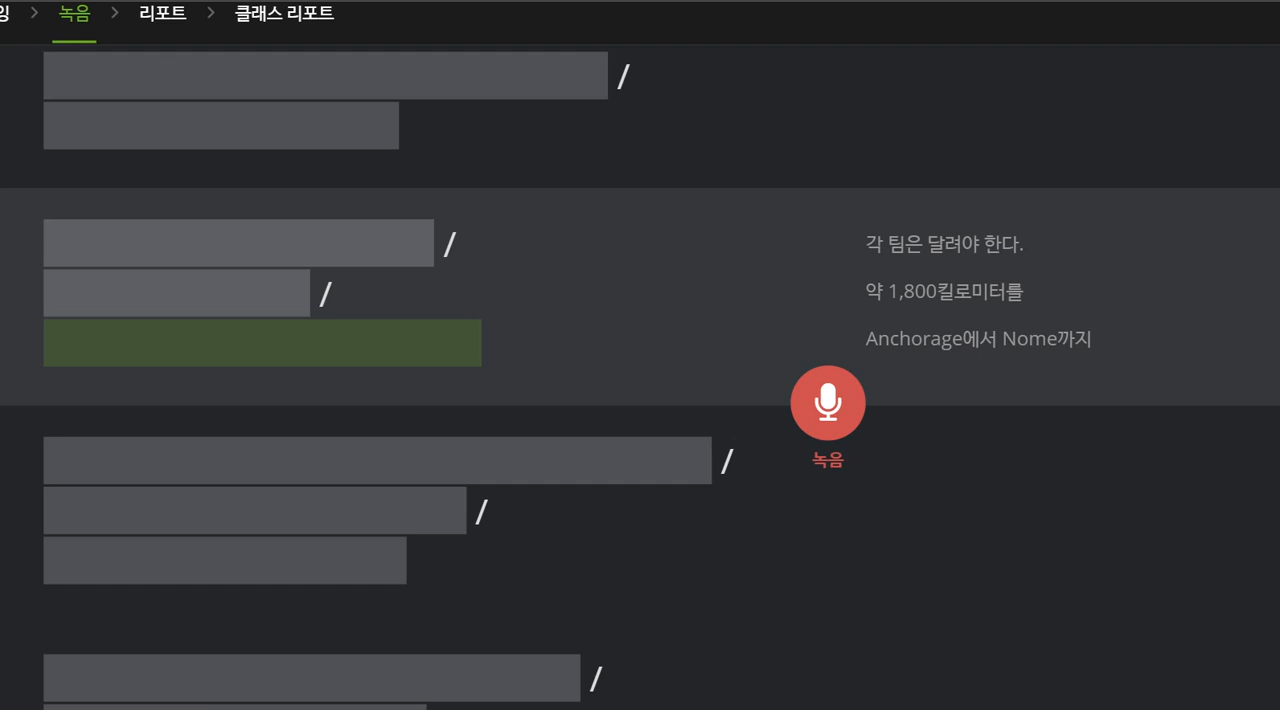 녹음 > 리포트 > 클래스 리포트
/
각 팀은 달려야 한다.
/
약 1,800킬로미터를
/
Anchorage에서 Nome까지
/
녹음
/
/